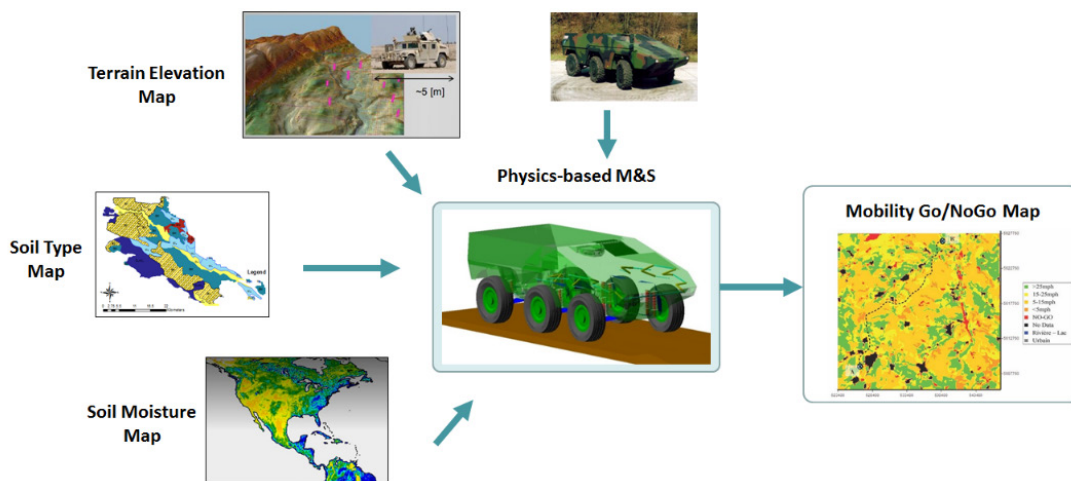 Terrain Elevation
Map
~5 [m]
Physics-based M&S
Soil Type
Map
Legend
Mobility Go/NoGo Map
>25mph
15-25mph
5-15mph
<5mph
NO-GO
No Data
Rivière - Lac
Urbain
Soil Moisture
Map